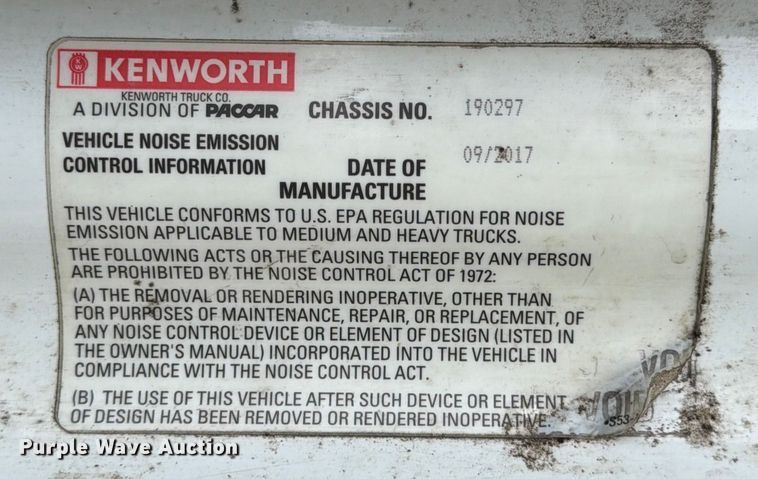 KENWORTH
KENWORTH TRUCK CO.
A DIVISION OF PACCAR
CHASSIS NO. 190297
VEHICLE NOISE EMISSION
CONTROL INFORMATION
DATE OF
MANUFACTURE
09/2017
THIS VEHICLE CONFORMS TO U.S. EPA REGULATION FOR NOISE
EMISSION APPLICABLE TO MEDIUM AND HEAVY TRUCKS.
THE FOLLOWING ACTS OR THE CAUSING THEREOF BY ANY PERSON
ARE PROHIBITED BY THE NOISE CONTROL ACT OF 1972:
(A) THE REMOVAL OR RENDERING INOPERATIVE, OTHER THAN
FOR PURPOSES OF MAINTENANCE, REPAIR, OR REPLACEMENT, OF
ANY NOISE CONTROL DEVICE OR ELEMENT OF DESIGN (LISTED IN
THE OWNER'S MANUAL) INCORPORATED INTO THE VEHICLE IN
COMPLIANCE WITH THE NOISE CONTROL ACT.
(B) THE USE OF THIS VEHICLE AFTER SUCH DEVICE OR ELEMENT
OF DESIGN HAS BEEN REMOVED OR RENDERED INOPERATIVE.
VOID
Purple Wave Auction